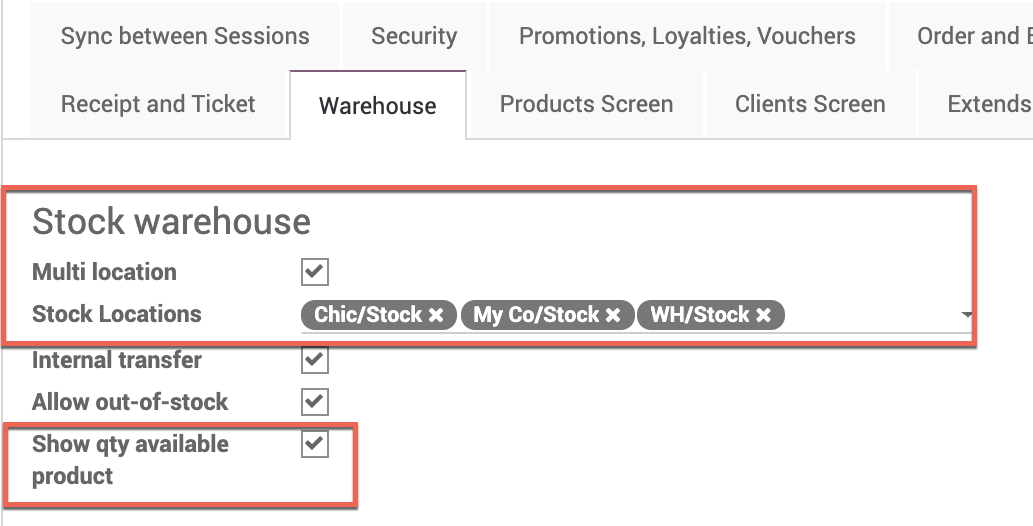 Sync between Sessions Security Promotions, Loyalties, Vouchers Order and
Receipt and Ticket Warehouse Products Screen Clients Screen Extends
Stock warehouse
Multi location
Stock Locations Chic/Stock × My Co/Stock × WH/Stock ×
Internal transfer
Allow out-of-stock
Show qty available
product